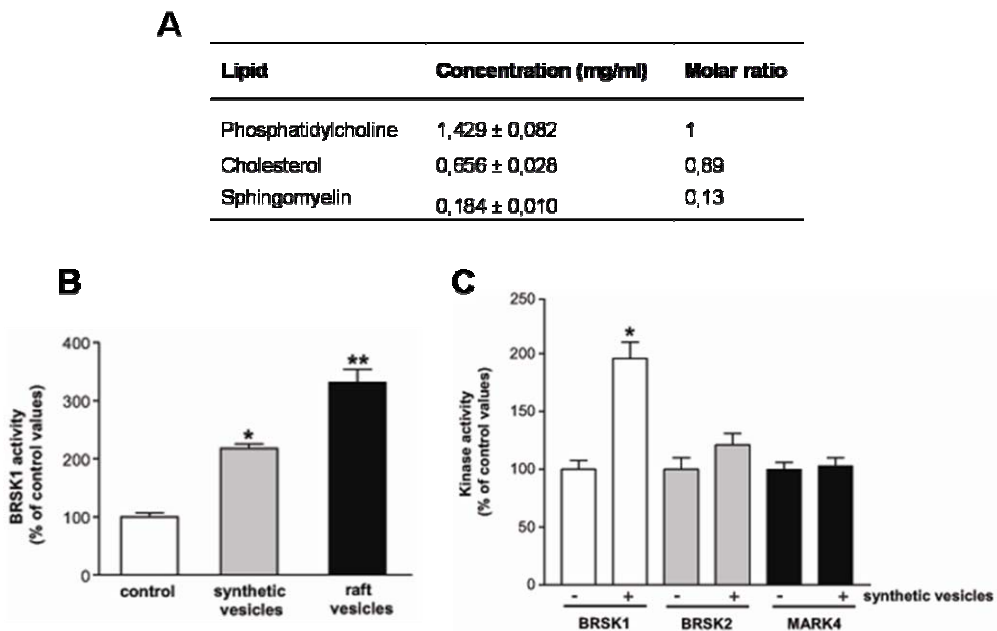 A
Lipid Concentration (mg/ml) Molar ratio
Phosphatidylcholine 1,429 ± 0,082 1
Cholesterol 0,656 ± 0,028 0,89
Sphingomyelin 0,184 ± 0,010 0,13
B
BRSK1 activity
(% of control values)
400
300
200
100
0
*
**
control
synthetic
vesicles
raft
vesicles
C
Kinase activity
(% of control values)
250
200
150
100
50
0
*
- + - + - + synthetic vesicles
BRSK1 BRSK2 MARK4